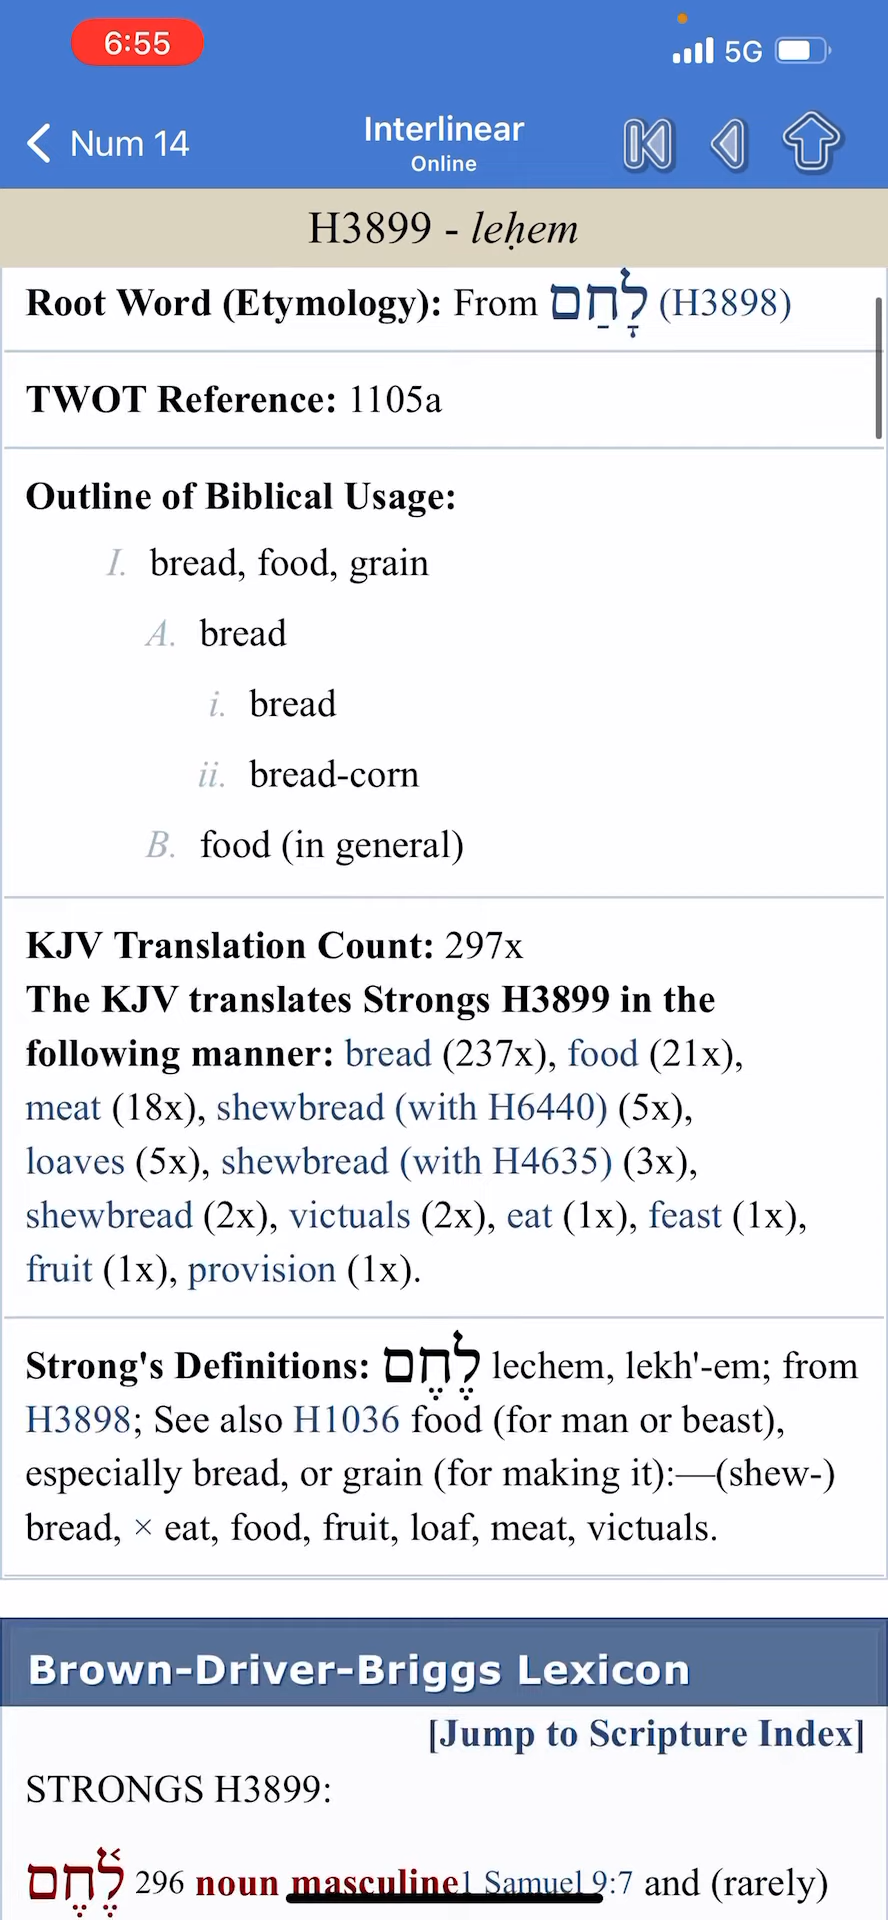 6:55
5G
Num 14
Interlinear
Online
H3899 - leḥem
Root Word (Etymology): From לָחַם (H3898)
TWOT Reference: 1105a
Outline of Biblical Usage:
I. bread, food, grain
A. bread
i. bread
ii. bread-corn
B. food (in general)
KJV Translation Count: 297x
The KJV translates Strongs H3899 in the
following manner: bread (237x), food (21x),
meat (18x), shewbread (with H6440) (5x),
loaves (5x), shewbread (with H4635) (3x),
shewbread (2x), victuals (2x), eat (1x), feast (1x),
fruit (1x), provision (1x).
Strong's Definitions: לֶחֶם lechem, lekh'-em; from
H3898; See also H1036 food (for man or beast),
especially bread, or grain (for making it):—(shew-)
bread, × eat, food, fruit, loaf, meat, victuals.
Brown-Driver-Briggs Lexicon
[Jump to Scripture Index]
STRONGS H3899:
לֶ֫חֶם 296 noun masculine1 Samuel 9:7 and (rarely)